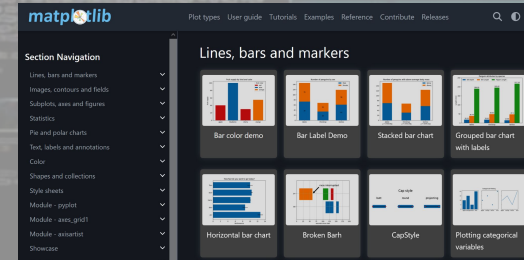 matplotlib
Plot types User guide Tutorials Examples Reference Contribute Releases
Section Navigation
Lines, bars and markers
Images, contours and fields
Subplots, axes and figures
Statistics
Pie and polar charts
Text, labels and annotations
Color
Shapes and collections
Style sheets
Module - pyplot
Module - axes_grid1
Module - axisartist
Showcase
Lines, bars and markers
Bar color demo
Bar Label Demo
Stacked bar chart
Grouped bar chart
with labels
Cap style
Horizontal bar chart
Broken Barh
CapStyle
Plotting categorical
variables